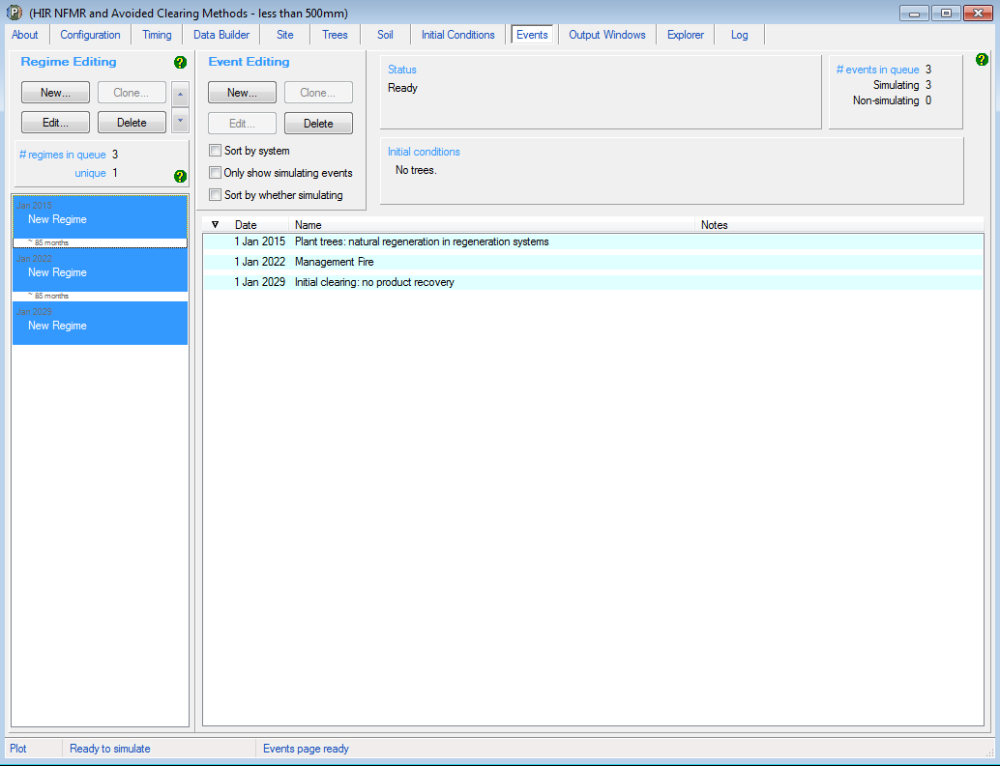 (HIR NFMR and Avoided Clearing Methods - less than 500mm)
About Configuration Timing Data Builder Site Trees Soil Initial Conditions Events Output Windows Explorer Log
Regime Editing ?
New... Clone...
Edit... Delete
# regimes in queue 3
unique 1 ?
Jan 2015
New Regime
~ 85 months
Jan 2022
New Regime
~ 85 months
Jan 2029
New Regime
Event Editing
New... Clone...
Edit... Delete
Sort by system
Only show simulating events
Sort by whether simulating
Status
Ready
# events in queue 3
Simulating 3
Non-simulating 0
?
Initial conditions
No trees.
Date Name Notes
1 Jan 2015 Plant trees: natural regeneration in regeneration systems
1 Jan 2022 Management Fire
1 Jan 2029 Initial clearing: no product recovery
Plot Ready to simulate Events page ready